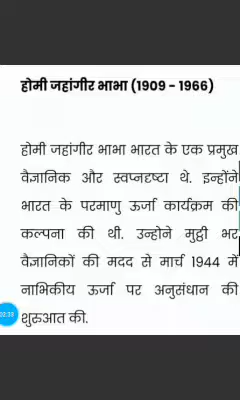 होमी जहांगीर भाभा (1909 - 1966)
होमी जहांगीर भाभा भारत के एक प्रमुख
वैज्ञानिक और स्वप्नदृष्टा थे. इन्होंने
भारत के परमाणु ऊर्जा कार्यक्रम की
कल्पना की थी. उन्होने मुट्ठी भर
वैज्ञानिकों की मदद से मार्च 1944 में
नाभिकीय ऊर्जा पर अनुसंधान की
शुरुआत की.